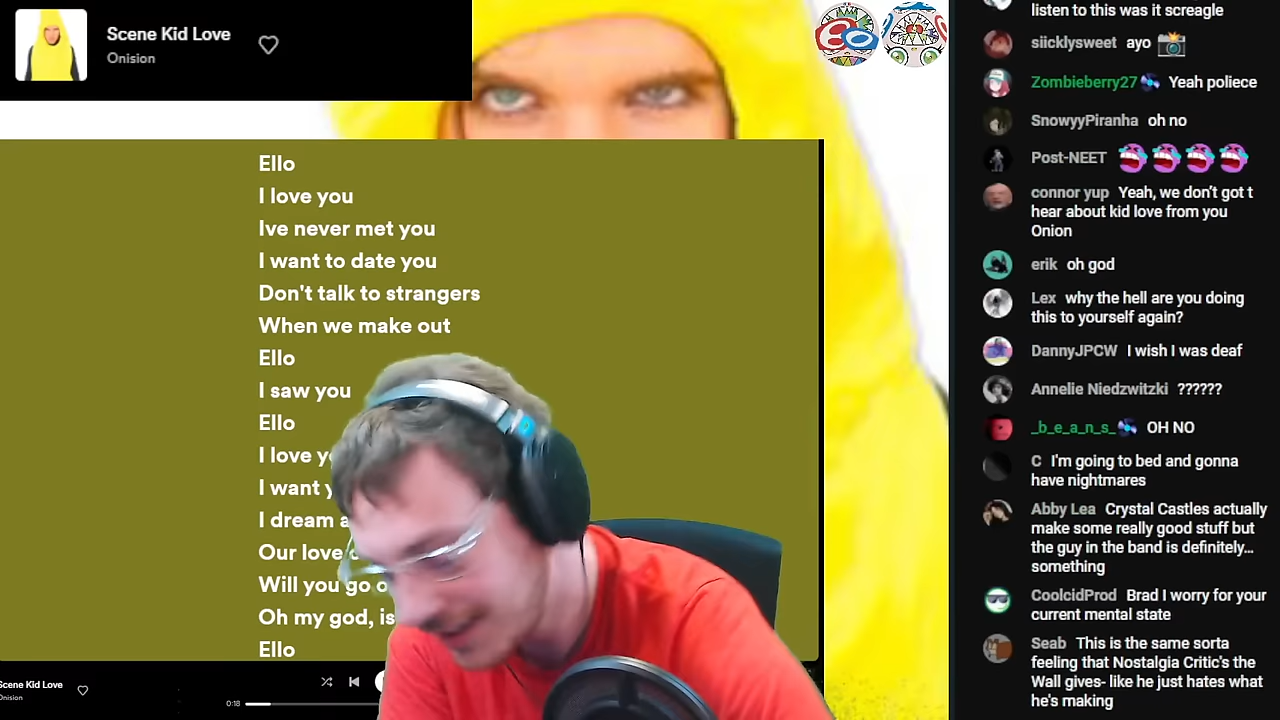 Scene Kid Love
Onision
Ello
I love you
Ive never met you
I want to date you
Don't talk to strangers
When we make out
Ello
I saw you
Ello
I love
I want
I dream
Our love
Will you go
Oh my god, is
Ello
Scene Kid Love
Onision
0:18
listen to this was it screagle
siicklysweet ayo 📸
Zombieberry27 Yeah poliece
SnowyyPiranha oh no
Post-NEET
connor yup Yeah, we don't got t
hear about kid love from you
Onion
erik oh god
Lex why the hell are you doing
this to yourself again?
DannyJPCW I wish I was deaf
Annelie Niedzwitzki ??????
_b_e_a_n_s_ OH NO
C I'm going to bed and gonna
have nightmares
Abby Lea Crystal Castles actually
make some really good stuff but
the guy in the band is definitely...
something
CoolcidProd Brad I worry for your
current mental state
Seab This is the same sorta
feeling that Nostalgia Critic's the
Wall gives- like he just hates what
he's making